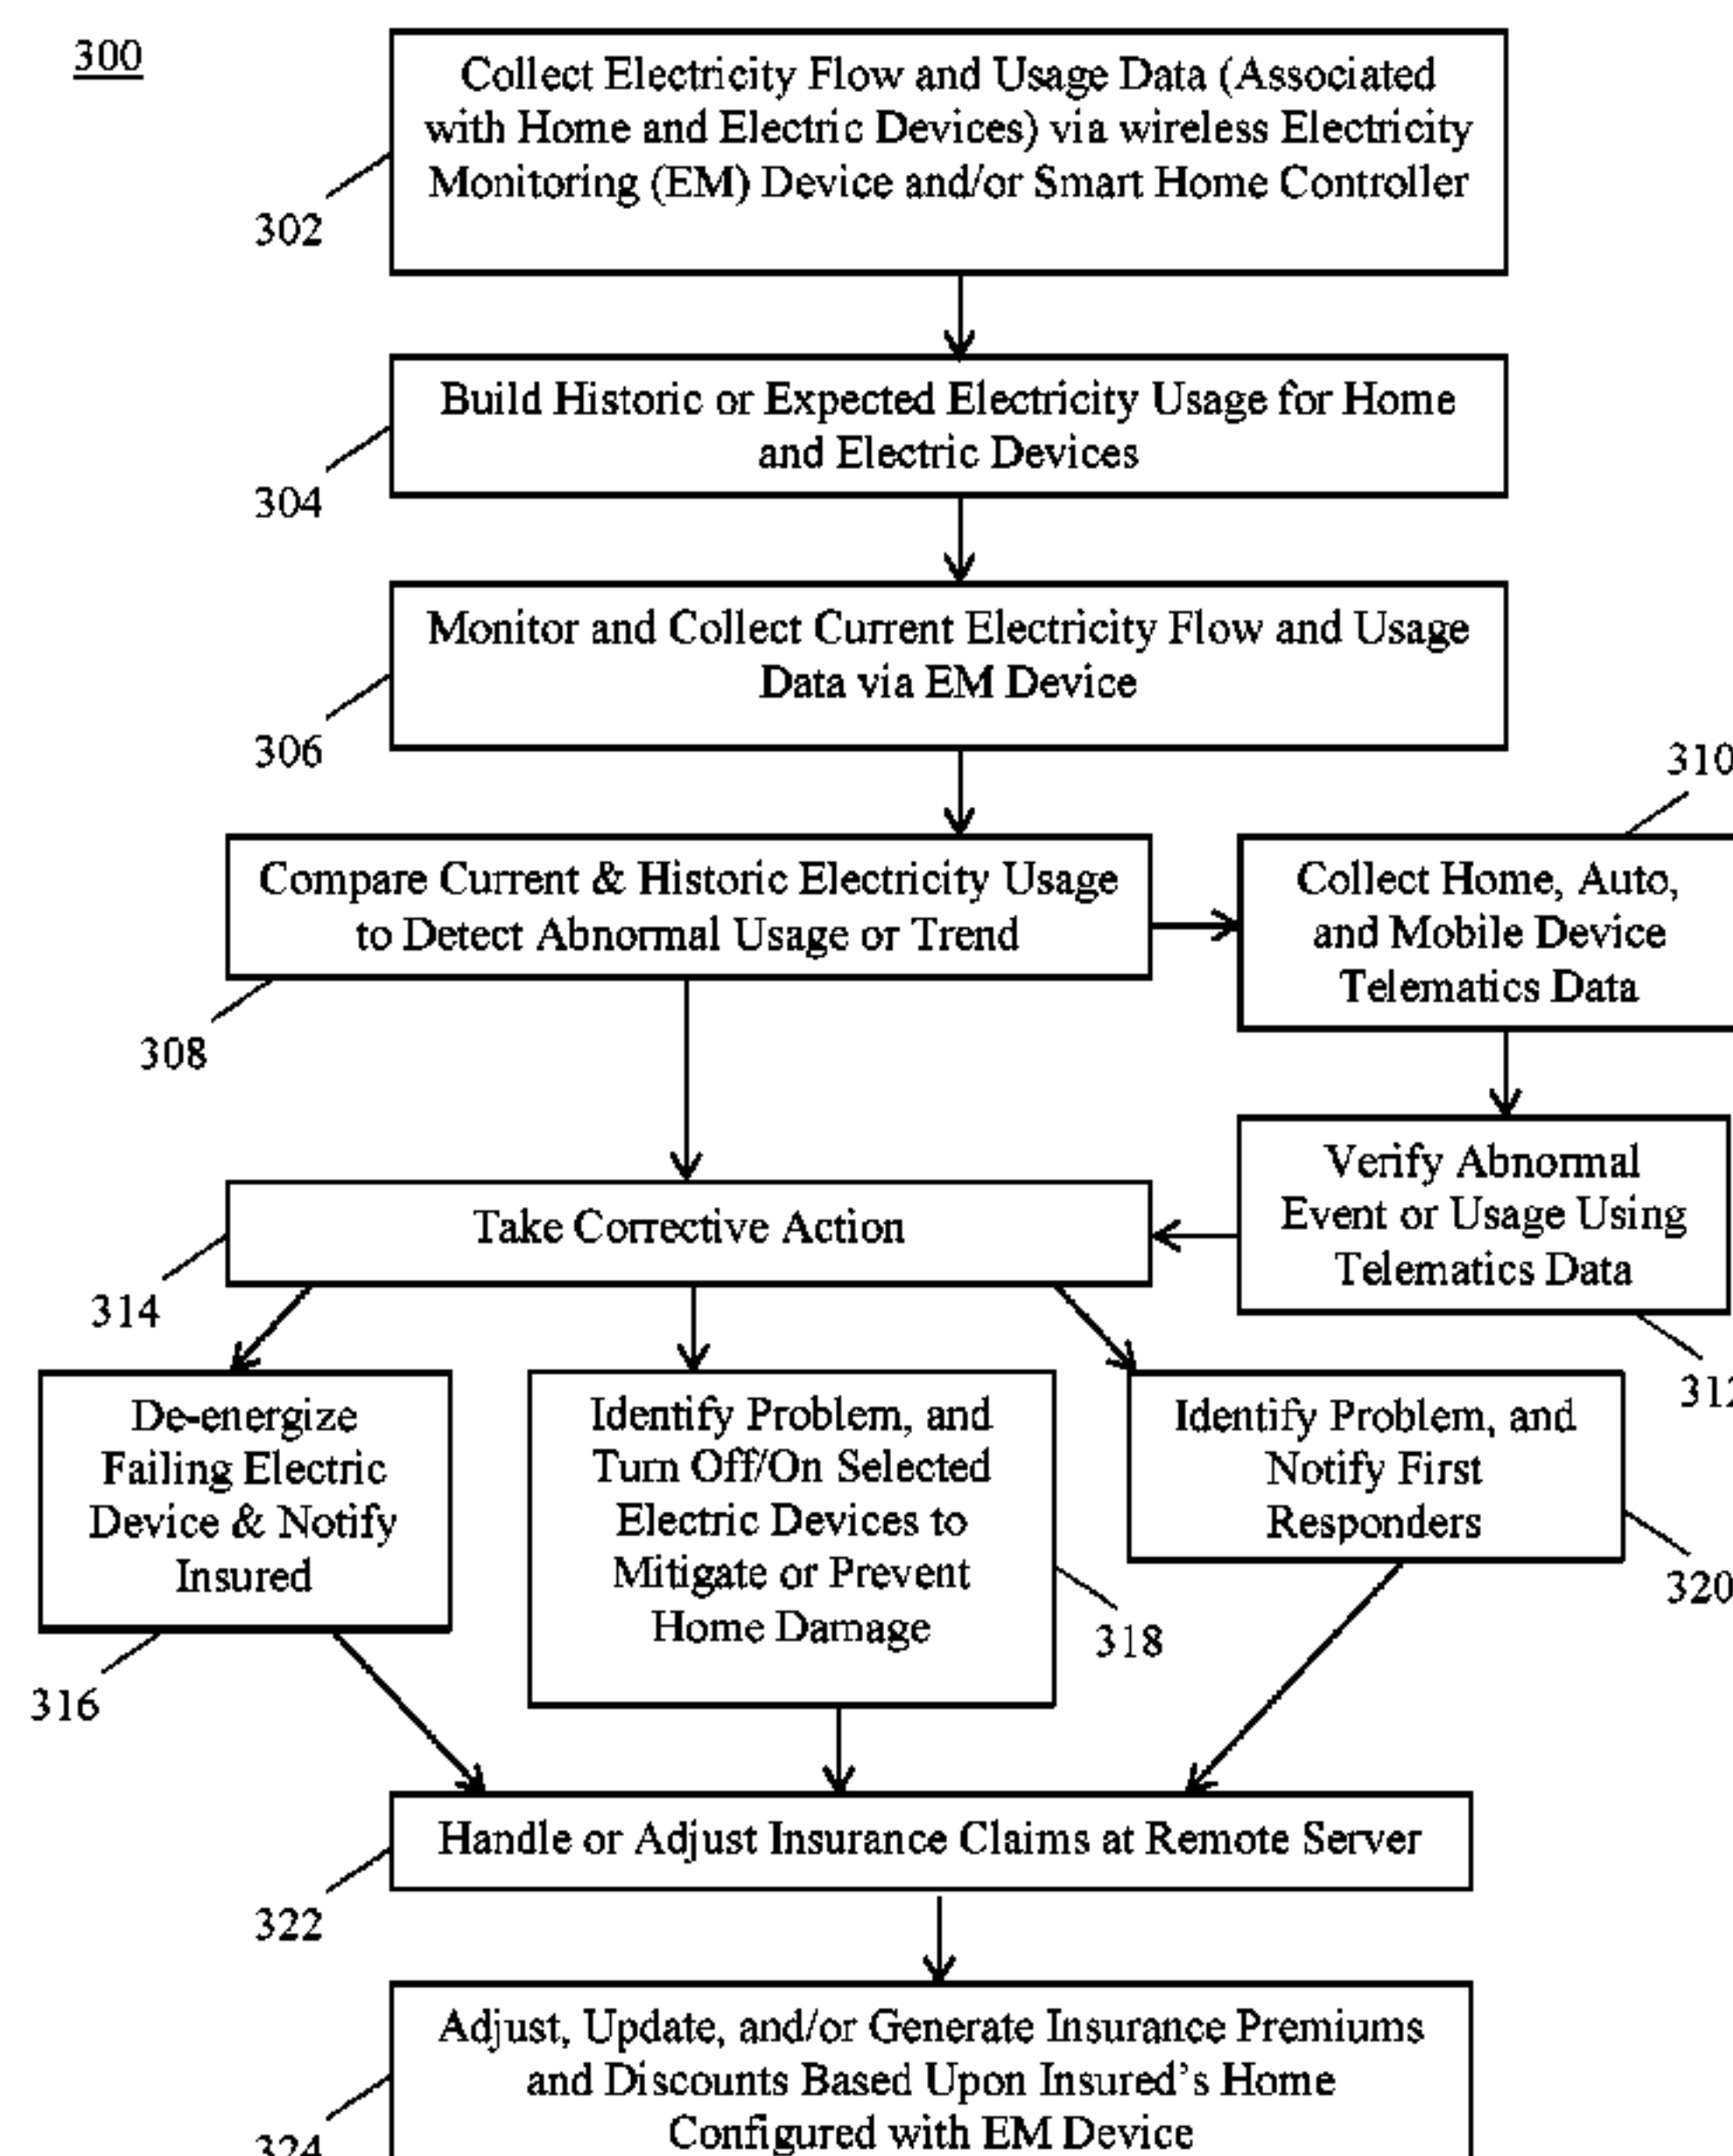 300
Collect Electricity Flow and Usage Data (Associated
with Home and Electric Devices) via wireless Electricity
Monitoring (EM) Device and/or Smart Home Controller
302
Build Historic or Expected Electricity Usage for Home
and Electric Devices
304
Monitor and Collect Current Electricity Flow and Usage
Data via EM Device
306
310
Compare Current & Historic Electricity Usage
to Detect Abnormal Usage or Trend
308
Collect Home, Auto,
and Mobile Device
Telematics Data
Verify Abnormal
Event or Usage Using
Telematics Data
312
Take Corrective Action
314
De-energize
Failing Electric
Device & Notify
Insured
316
Identify Problem, and
Turn Off/On Selected
Electric Devices to
Mitigate or Prevent
Home Damage
318
Identify Problem, and
Notify First
Responders
320
Handle or Adjust Insurance Claims at Remote Server
322
Adjust, Update, and/or Generate Insurance Premiums
and Discounts Based Upon Insured's Home
Configured with EM Device
324